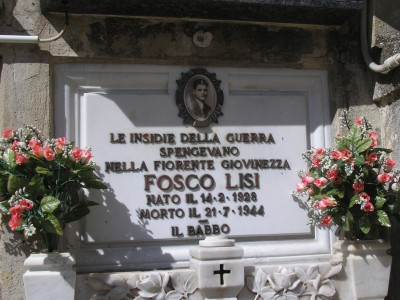 LE INSIDIE DELLA GUERRA
SPENGEVANO
NELLA FIORENTE GIOVINEZZA
FOSCO LISI
NATO IL 14-2-1928
MORTO IL 21-7-1944
IL BABBO